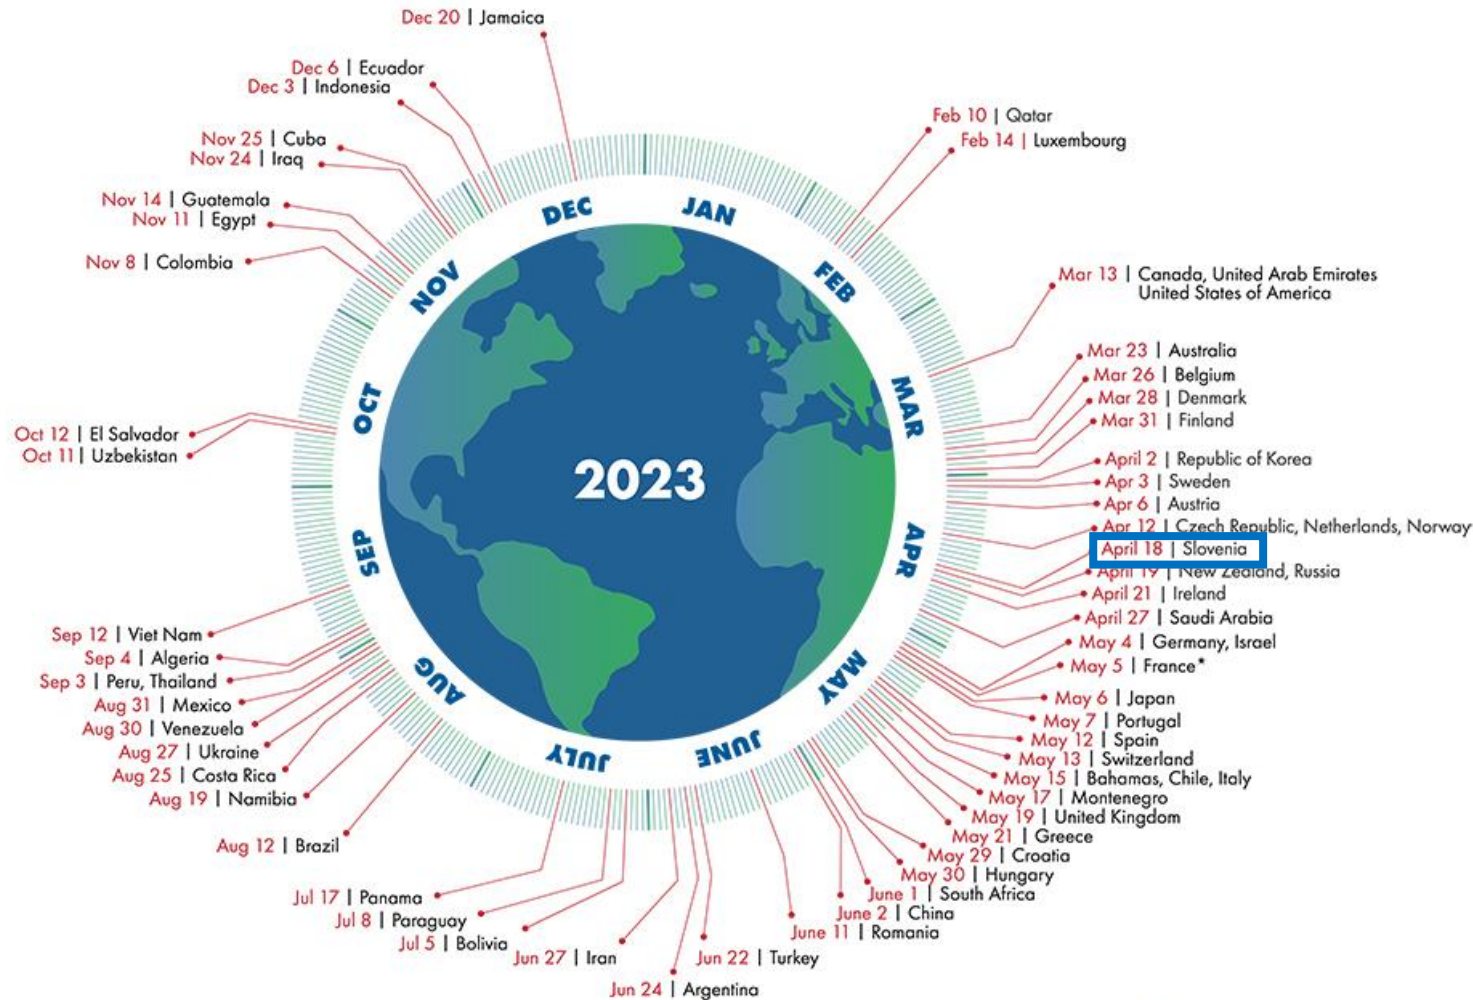 Dec 20 | Jamaica
Dec 6 | Ecuador
Dec 3 | Indonesia
Nov 25 | Cuba
Nov 24 | Iraq
Nov 14 | Guatemala
Nov 11 | Egypt
Nov 8 | Colombia
Oct 12 | El Salvador
Oct 11 | Uzbekistan
Sep 12 | Viet Nam
Sep 4 | Algeria
Sep 3 | Peru, Thailand
Aug 31 | Mexico
Aug 30 | Venezuela
Aug 27 | Ukraine
Aug 25 | Costa Rica
Aug 19 | Namibia
Aug 12 | Brazil
Jul 17 | Panama
Jul 8 | Paraguay
Jul 5 | Bolivia
Jun 27 | Iran
Jun 24 | Argentina
Jun 22 | Turkey
DEC
JAN
FEB
MAR
APR
MAY
JUNE
JULY
AUG
SEP
OCT
NOV
2023
Feb 10 | Qatar
Feb 14 | Luxembourg
Mar 13 | Canada, United Arab Emirates
United States of America
Mar 23 | Australia
Mar 26 | Belgium
Mar 28 | Denmark
Mar 31 | Finland
April 2 | Republic of Korea
Apr 3 | Sweden
Apr 6 | Austria
Apr 12 | Czech Republic, Netherlands, Norway
April 18 | Slovenia
April 19 | New Zealand, Russia
April 21 | Ireland
April 27 | Saudi Arabia
May 4 | Germany, Israel
May 5 | France*
May 6 | Japan
May 7 | Portugal
May 12 | Spain
May 13 | Switzerland
May 15 | Bahamas, Chile, Italy
May 17 | Montenegro
May 19 | United Kingdom
May 21 | Greece
May 29 | Croatia
May 30 | Hungary
June 1 | South Africa
June 2 | China
June 11 | Romania